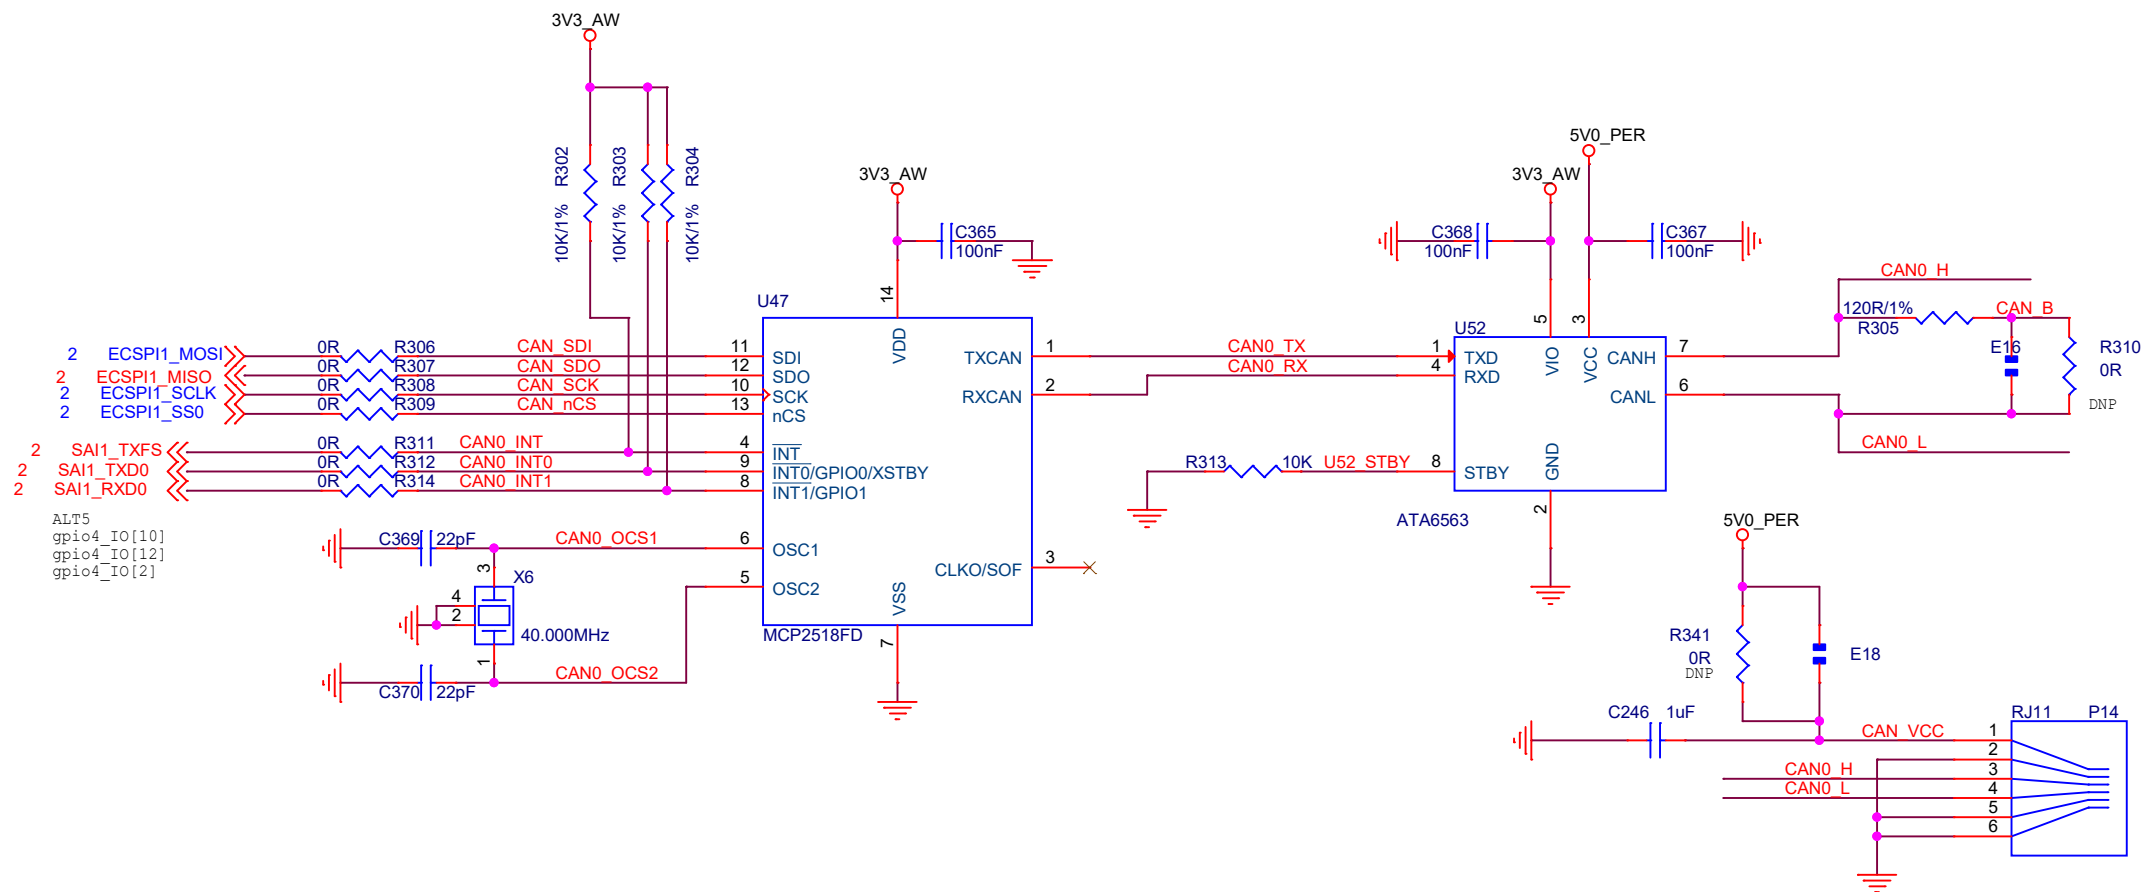 3V3_AW
10K/1% R302
10K/1% R303
10K/1% R304
3V3_AW
C365
100nF
5V0_PER
3V3_AW
C368
100nF
C367
100nF
CAN0_H
120R/1%
R305
CAN_B
E16
R310
0R
DNP
CAN0_L
U47
14
VDD
2 ECSPI1_MOSI 0R R306 CAN_SDI 11 SDI
2 ECSPI1_MISO 0R R307 CAN_SDO 12 SDO
2 ECSPI1_SCLK 0R R308 CAN_SCK 10 SCK
2 ECSPI1_SS0 0R R309 CAN_nCS 13 nCS
2 SAI1_TXFS 0R R311 CAN0_INT 4 INT
2 SAI1_TXD0 0R R312 CAN0_INT0 9 INT0/GPIO0/XSTBY
2 SAI1_RXD0 0R R314 CAN0_INT1 8 INT1/GPIO1
ALT5
gpio4_IO[10]
gpio4_IO[12]
gpio4_IO[2]
C369 22pF CAN0_OCS1 6 OSC1
5 OSC2
3
X6
4
2
40.000MHz
1
C370 22pF CAN0_OCS2
TXCAN 1 CAN0_TX 1 TXD
RXCAN 2 CAN0_RX 4 RXD
CLKO/SOF 3
VSS
7
MCP2518FD
U52
5
VIO
3
VCC
CANH 7
CANL 6
R313 10K U52_STBY 8 STBY
GND
2
ATA6563
5V0_PER
R341
0R
DNP
E18
C246 1uF
RJ11 P14
CAN_VCC 1
2
CAN0_H 3
CAN0_L 4
5
6